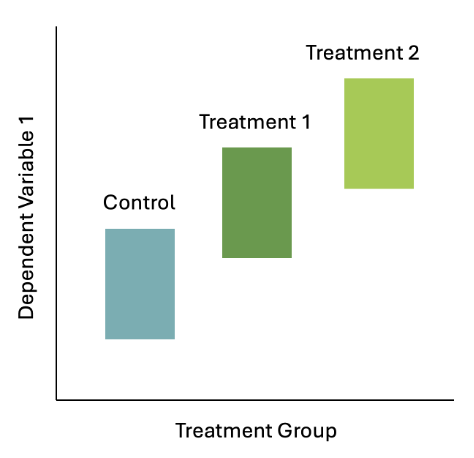 Treatment 2
Treatment 1
Control
Dependent Variable 1
Treatment Group